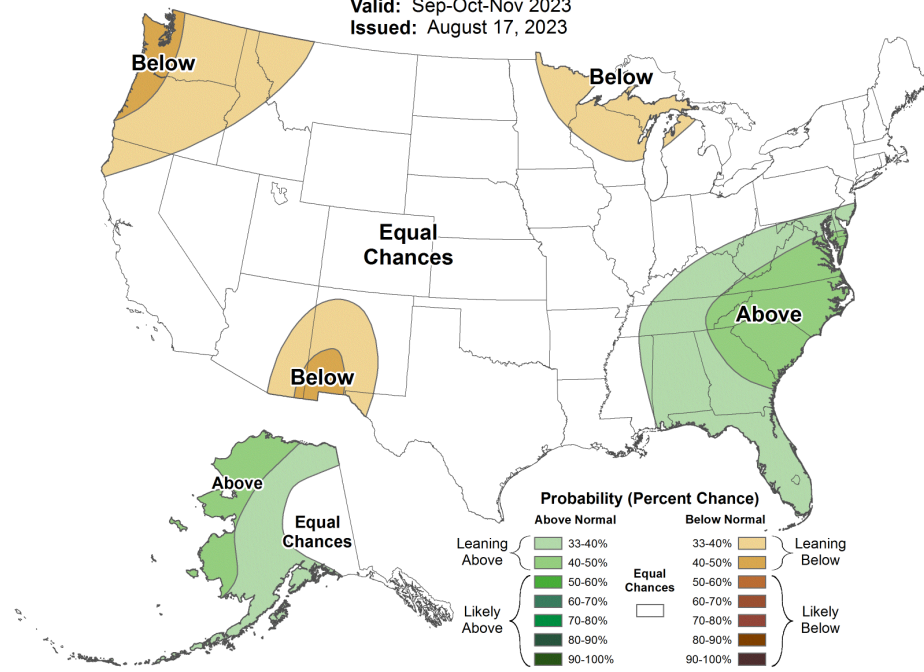 Valid: Sep-Oct-Nov 2023
Issued: August 17, 2023
Below
Below
Equal
Chances
Above
Below
Above
Equal
Chances
Probability (Percent Chance)
Above Normal
Below Normal
Leaning
Above
33-40%
40-50%
Likely
Above
50-60%
60-70%
70-80%
80-90%
90-100%
Equal
Chances
33-40%
40-50%
Leaning
Below
50-60%
60-70%
70-80%
80-90%
90-100%
Likely
Below